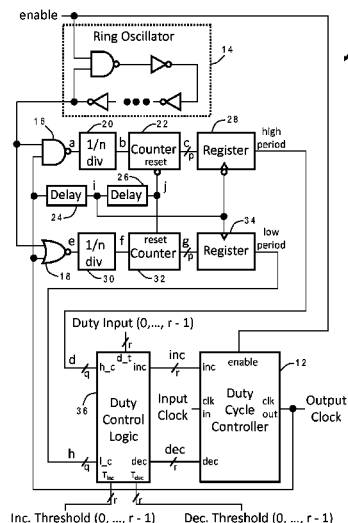 enable
Ring Oscillator
14
16
a
20
b
22
c
28
high
period
1/n
div
Counter
reset
p
Register
Delay
i
26
Delay
j
24
34
low
period
e
1/n
div
f
reset
Counter
g
p
Register
18
30
32
Duty Input (0,..., r - 1)
r
d
q
h_c
d_t
inc
inc
r
inc
enable
12
36
Duty
Control
Logic
Input
Clock
clk
in
Duty
Cycle
Controller
clk
out
Output
Clock
h
q
l_c
dec
dec
r
dec
Tinc
Tdec
r
r
Inc. Threshold (0, ..., r - 1)
Dec. Threshold (0, ..., r - 1)